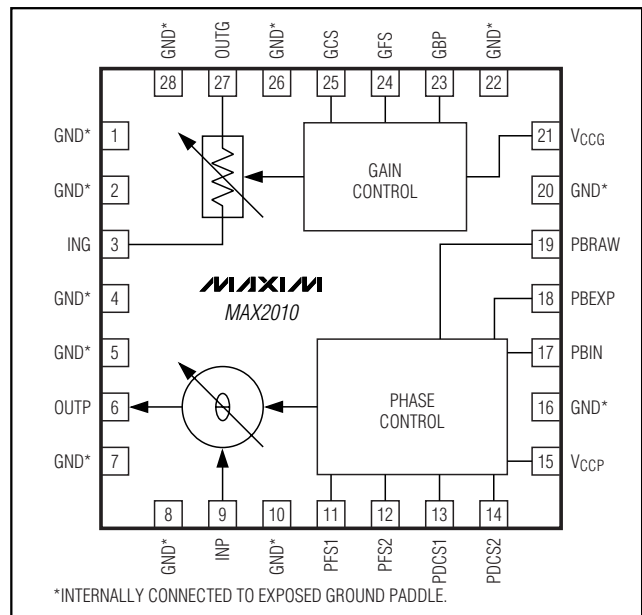 GND*
OUTG
GND*
GCS
GFS
GBP
GND*
28
27
26
25
24
23
22
GND*
1
GND*
2
ING
3
GND*
4
GND*
5
OUTP
6
GND*
7
GAIN
CONTROL
21
VCCG
20
GND*
19
PBRAW
18
PBEXP
17
PBIN
16
GND*
15
VCCP
MAXIM
MAX2010
θ
PHASE
CONTROL
8
9
10
11
12
13
14
GND*
INP
GND*
PFS1
PFS2
PDCS1
PDCS2
*INTERNALLY CONNECTED TO EXPOSED GROUND PADDLE.